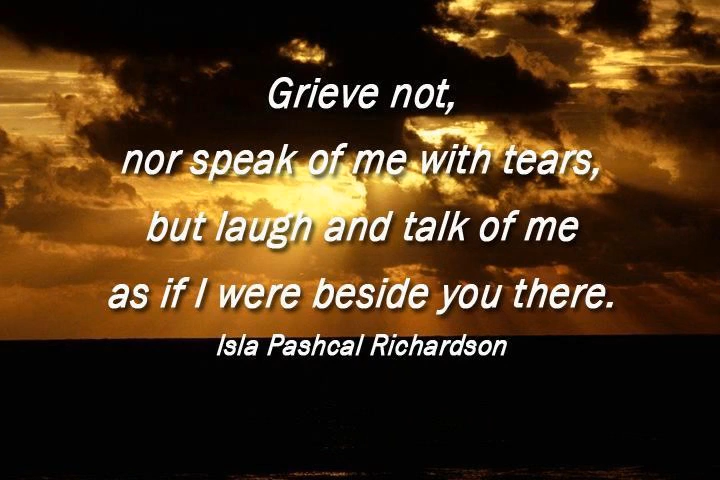 Grieve not,
nor speak of me with tears,
but laugh and talk of me
as if I were beside you there.
Isla Pashcal Richardson